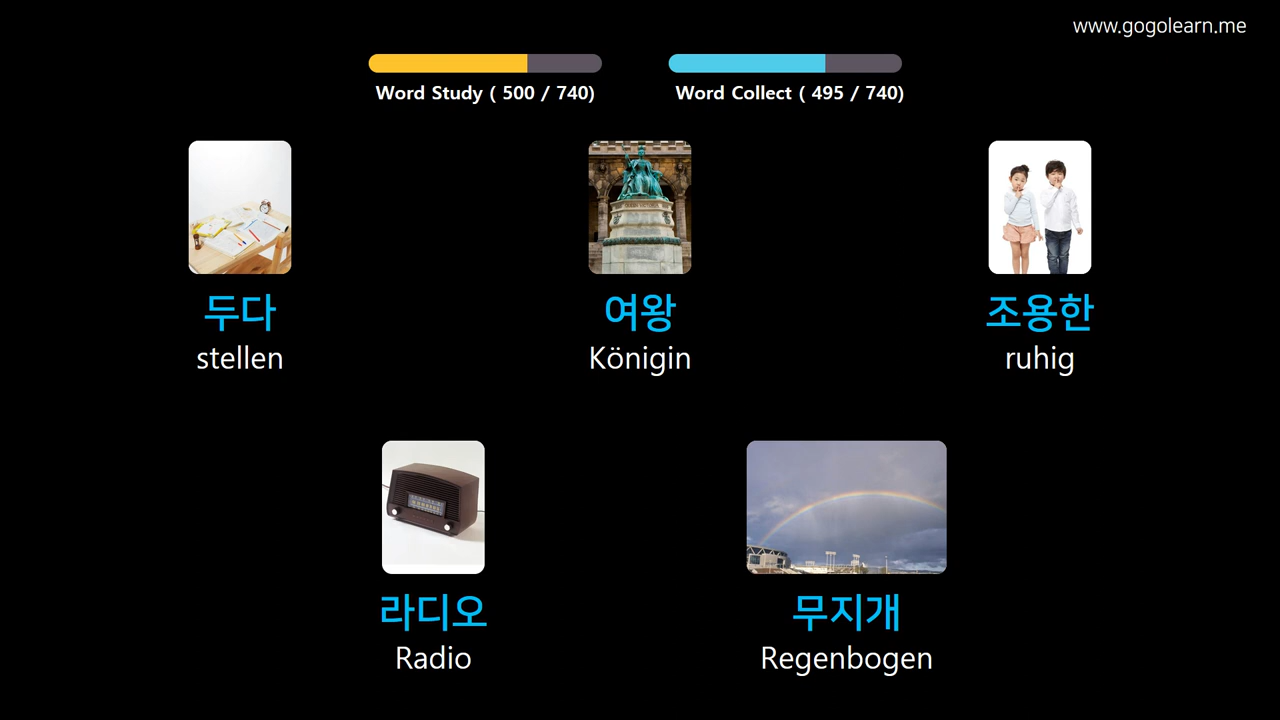 www.gogolearn.me
Word Study ( 500 / 740)
Word Collect ( 495 / 740)
두다
stellen
여왕
Königin
조용한
ruhig
라디오
Radio
무지개
Regenbogen